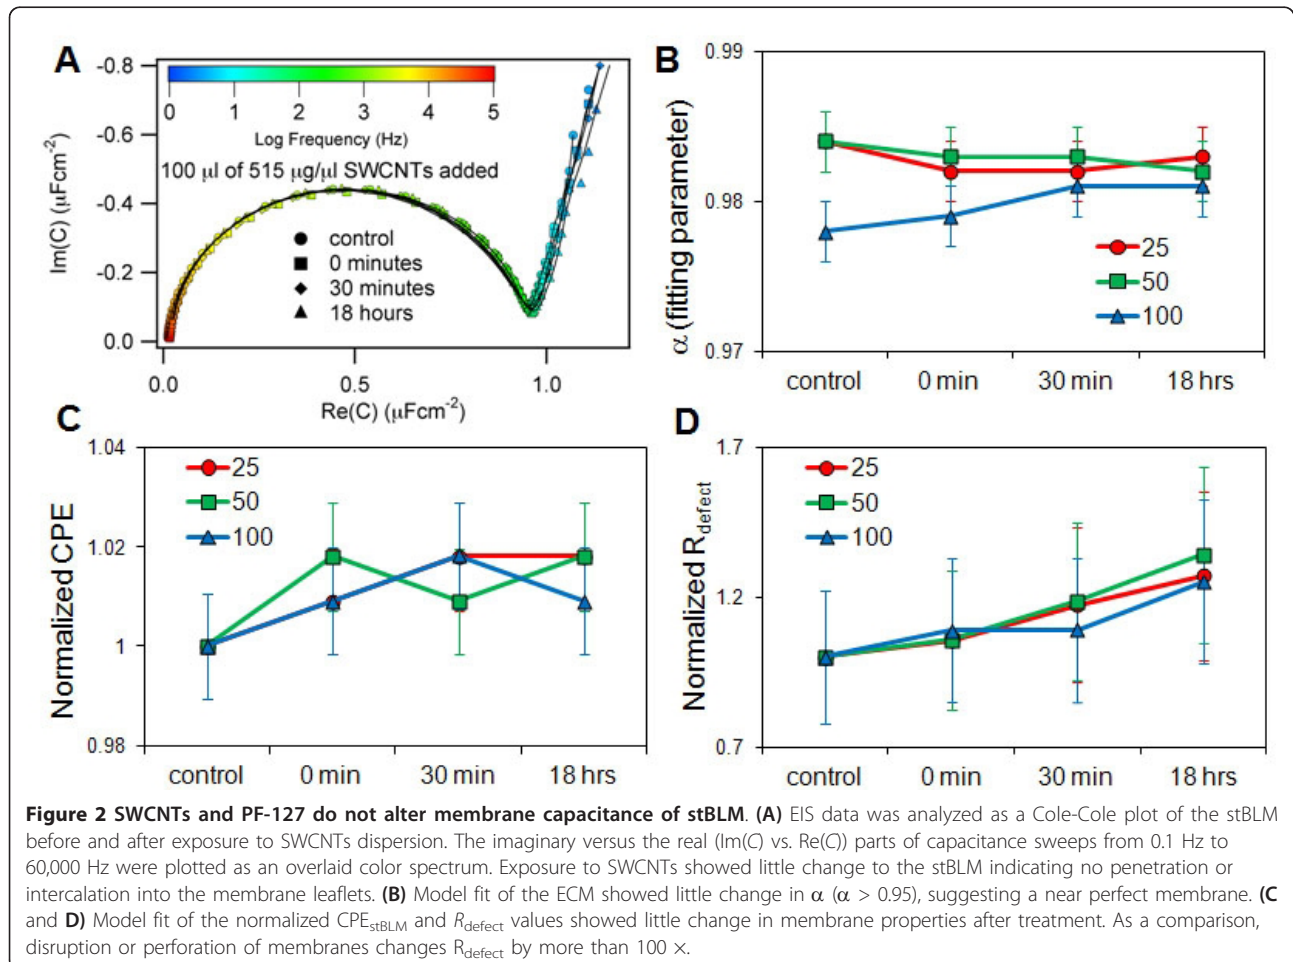 A
-0.8
-0.6
-0.4
-0.2
0.0
Im(C) (μFcm-2)
0 1 2 3 4 5
Log Frequency (Hz)
100 μl of 515 μg/μl SWCNTs added
control
0 minutes
30 minutes
18 hours
0.0 0.5 1.0
Re(C) (μFcm-2)
B
0.99
0.98
0.97
α (fitting parameter)
25
50
100
control 0 min 30 min 18 hrs
C
1.04
1.02
1
0.98
Normalized CPE
25
50
100
control 0 min 30 min 18 hrs
D
1.7
1.2
0.7
Normalized Rdefect
25
50
100
control 0 min 30 min 18 hrs
Figure 2 SWCNTs and PF-127 do not alter membrane capacitance of stBLM. (A) EIS data was analyzed as a Cole-Cole plot of the stBLM
before and after exposure to SWCNTs dispersion. The imaginary versus the real (Im(C) vs. Re(C)) parts of capacitance sweeps from 0.1 Hz to
60,000 Hz were plotted as an overlaid color spectrum. Exposure to SWCNTs showed little change to the stBLM indicating no penetration or
intercalation into the membrane leaflets. (B) Model fit of the ECM showed little change in α (α > 0.95), suggesting a near perfect membrane. (C
and D) Model fit of the normalized CPEstBLM and Rdefect values showed little change in membrane properties after treatment. As a comparison,
disruption or perforation of membranes changes Rdefect by more than 100 ×.